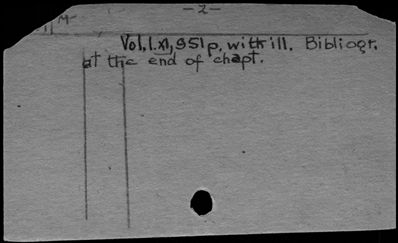 -2-
Vol. I. XI, 951 p. with ill. Bibliogr.
at the end of chapt.